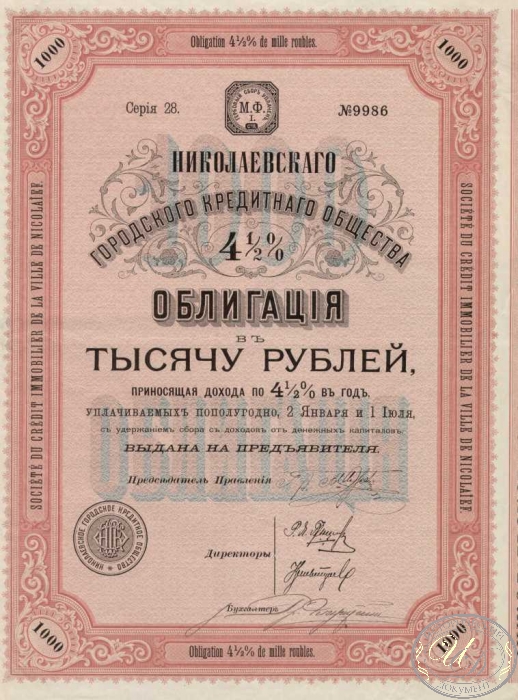 1000
Obligation 4½% de mille roubles.
1000
Серія 28.
М.Ф.
I.
№9986
НИКОЛАЕВСКАГО
ГОРОДСКОГО КРЕДИТНАГО ОБЩЕСТВА
4½%
ОБЛИГАЦІЯ
ВЪ
ТЫСЯЧУ РУБЛЕЙ,
ПРИНОСЯЩАЯ ДОХОДА ПО 4½% ВЪ ГОДЪ,
УПЛАЧИВАЕМЫХЪ ПОПОЛУГОДНО, 2 ЯНВАРЯ И 1 ІЮЛЯ,
съ удержаніемъ сбора съ доходовъ отъ денежныхъ капиталовъ.
ВЫДАНА НА ПРЕДЪЯВИТЕЛЯ.
Предсѣдатель Правленія
НИКОЛАЕВСКОЕ ГОРОДСКОЕ КРЕДИТНОЕ ОБЩЕСТВО
Директоры
Бухгалтеръ
SOCIÉTÉ DU CRÉDIT IMMOBILIER DE LA VILLE DE NICOLAIEF.
SOCIÉTÉ DU CRÉDIT IMMOBILIER DE LA VILLE DE NICOLAIEF.
1000
Obligation 4½% de mille roubles.
1000
ДОКУМЕНТ